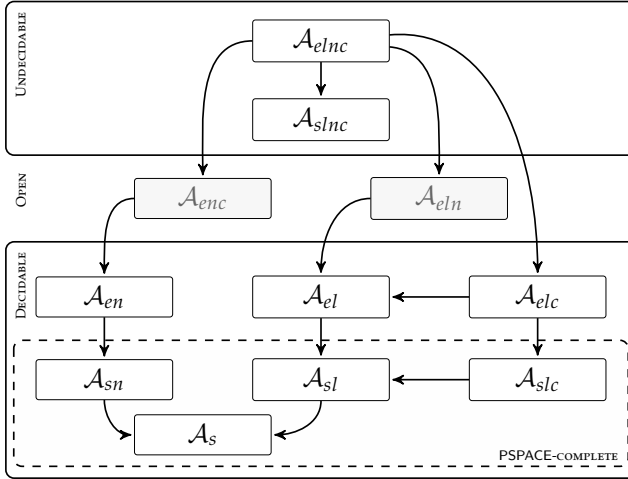 UNDECIDABLE
𝒜elnc
𝒜slnc
OPEN
𝒜enc
𝒜eln
DECIDABLE
𝒜en
𝒜el
𝒜elc
𝒜sn
𝒜sl
𝒜slc
𝒜s
PSPACE-COMPLETE